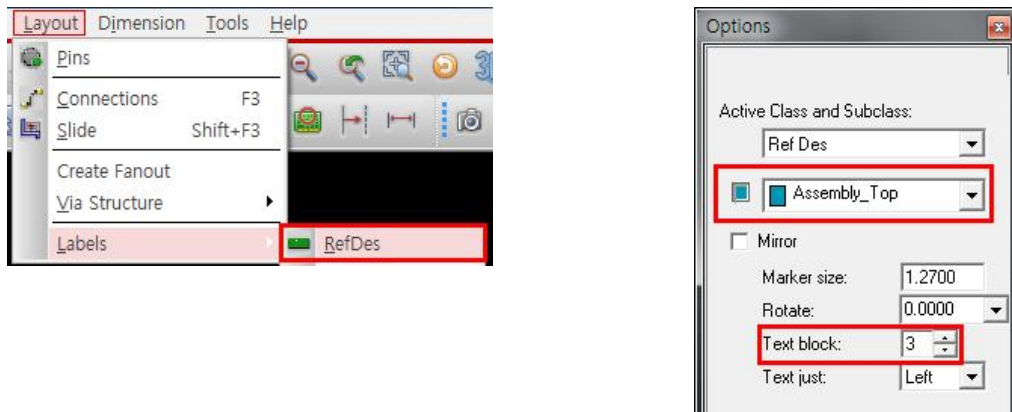 Layout Dimension Tools Help
Pins
Connections F3
Slide Shift+F3
Create Fanout
Via Structure
Labels
RefDes
Options
Active Class and Subclass:
Ref Des
Assembly_Top
Mirror
Marker size: 1.2700
Rotate: 0.0000
Text block: 3
Text just: Left